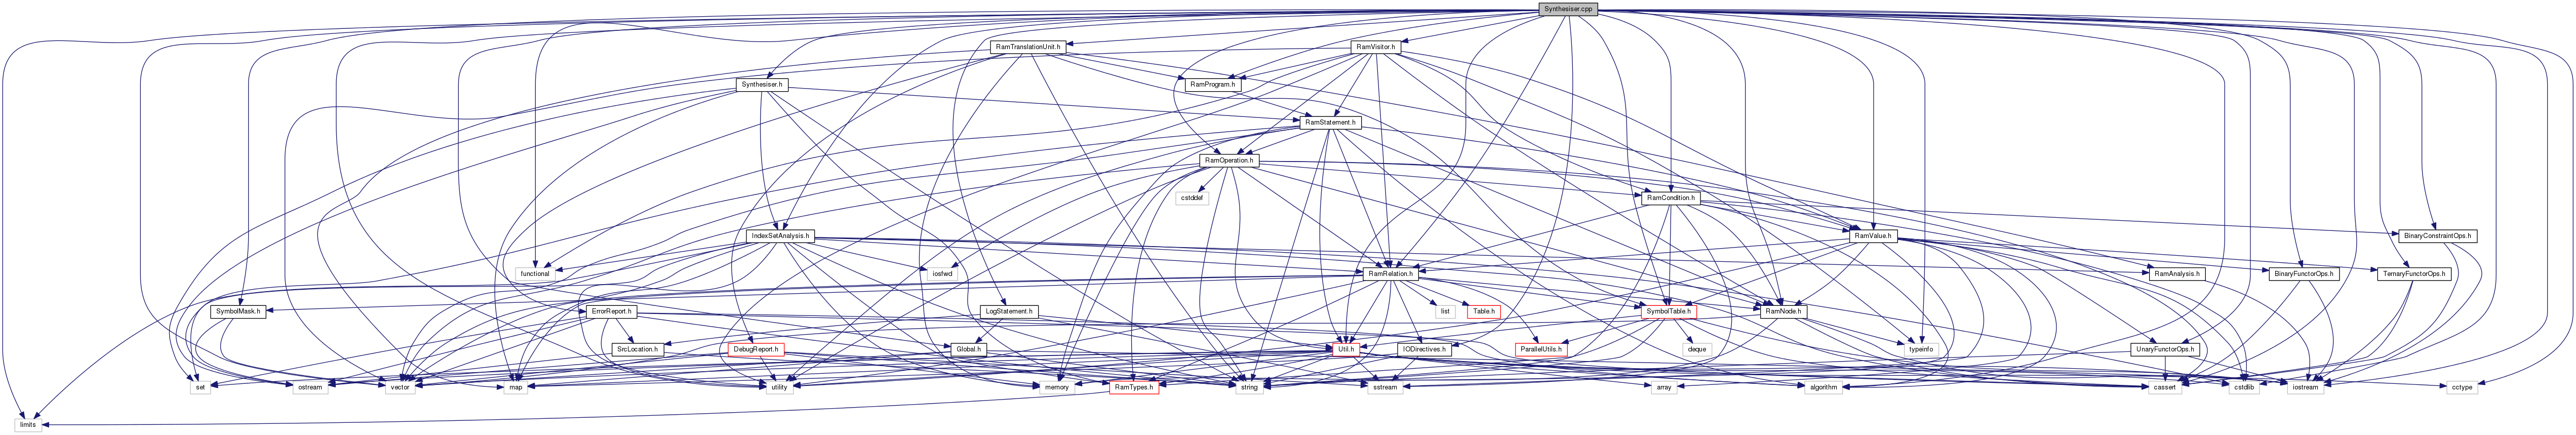 Synthesiser.cpp
RamTranslationUnit.h
RamVisitor.h
Synthesiser.h
RamProgram.h
RamStatement.h
RamOperation.h
cstddef
RamCondition.h
IndexSetAnalysis.h
RamValue.h
BinaryConstraintOps.h
functional
iosfwd
RamRelation.h
RamAnalysis.h
BinaryFunctorOps.h
TernaryFunctorOps.h
SymbolMask.h
ErrorReport.h
LogStatement.h
list
Table.h
SymbolTable.h
RamNode.h
SrcLocation.h
DebugReport.h
Global.h
Util.h
IODirectives.h
ParallelUtils.h
deque
typeinfo
UnaryFunctorOps.h
set
ostream
vector
map
utility
memory
RamTypes.h
string
sstream
array
algorithm
cassert
cstdlib
iostream
cctype
limits